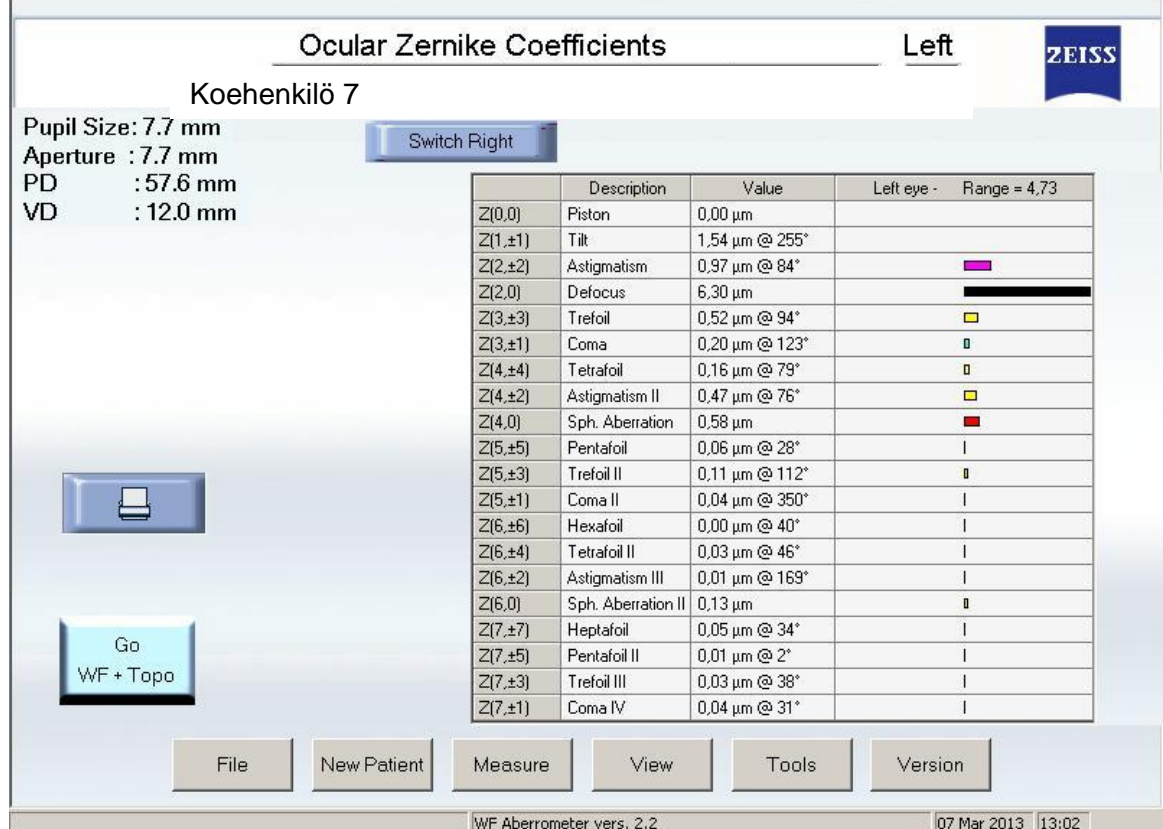 Ocular Zernike Coefficients Left
ZEISS
Koehenkilö 7
Pupil Size: 7.7 mm
Aperture : 7.7 mm
PD : 57.6 mm
VD : 12.0 mm
Switch Right
Description Value Left eye - Range = 4,73
Z(0,0) Piston 0,00 µm
Z(1,±1) Tilt 1,54 µm @ 255°
Z(2,±2) Astigmatism 0,97 µm @ 84°
Z(2,0) Defocus 6,30 µm
Z(3,±3) Trefoil 0,52 µm @ 94°
Z(3,±1) Coma 0,20 µm @ 123°
Z(4,±4) Tetrafoil 0,16 µm @ 79°
Z(4,±2) Astigmatism II 0,47 µm @ 76°
Z(4,0) Sph. Aberration 0,58 µm
Z(5,±5) Pentafoil 0,06 µm @ 28°
Z(5,±3) Trefoil II 0,11 µm @ 112°
Z(5,±1) Coma II 0,04 µm @ 350°
Z(6,±6) Hexafoil 0,00 µm @ 40°
Z(6,±4) Tetrafoil II 0,03 µm @ 46°
Z(6,±2) Astigmatism III 0,01 µm @ 169°
Z(6,0) Sph. Aberration II 0,13 µm
Z(7,±7) Heptafoil 0,05 µm @ 34°
Z(7,±5) Pentafoil II 0,01 µm @ 2°
Z(7,±3) Trefoil III 0,03 µm @ 38°
Z(7,±1) Coma IV 0,04 µm @ 31°
Go
WF + Topo
File New Patient Measure View Tools Version
WF Aberrometer vers. 2.2 07 Mar 2013 13:02